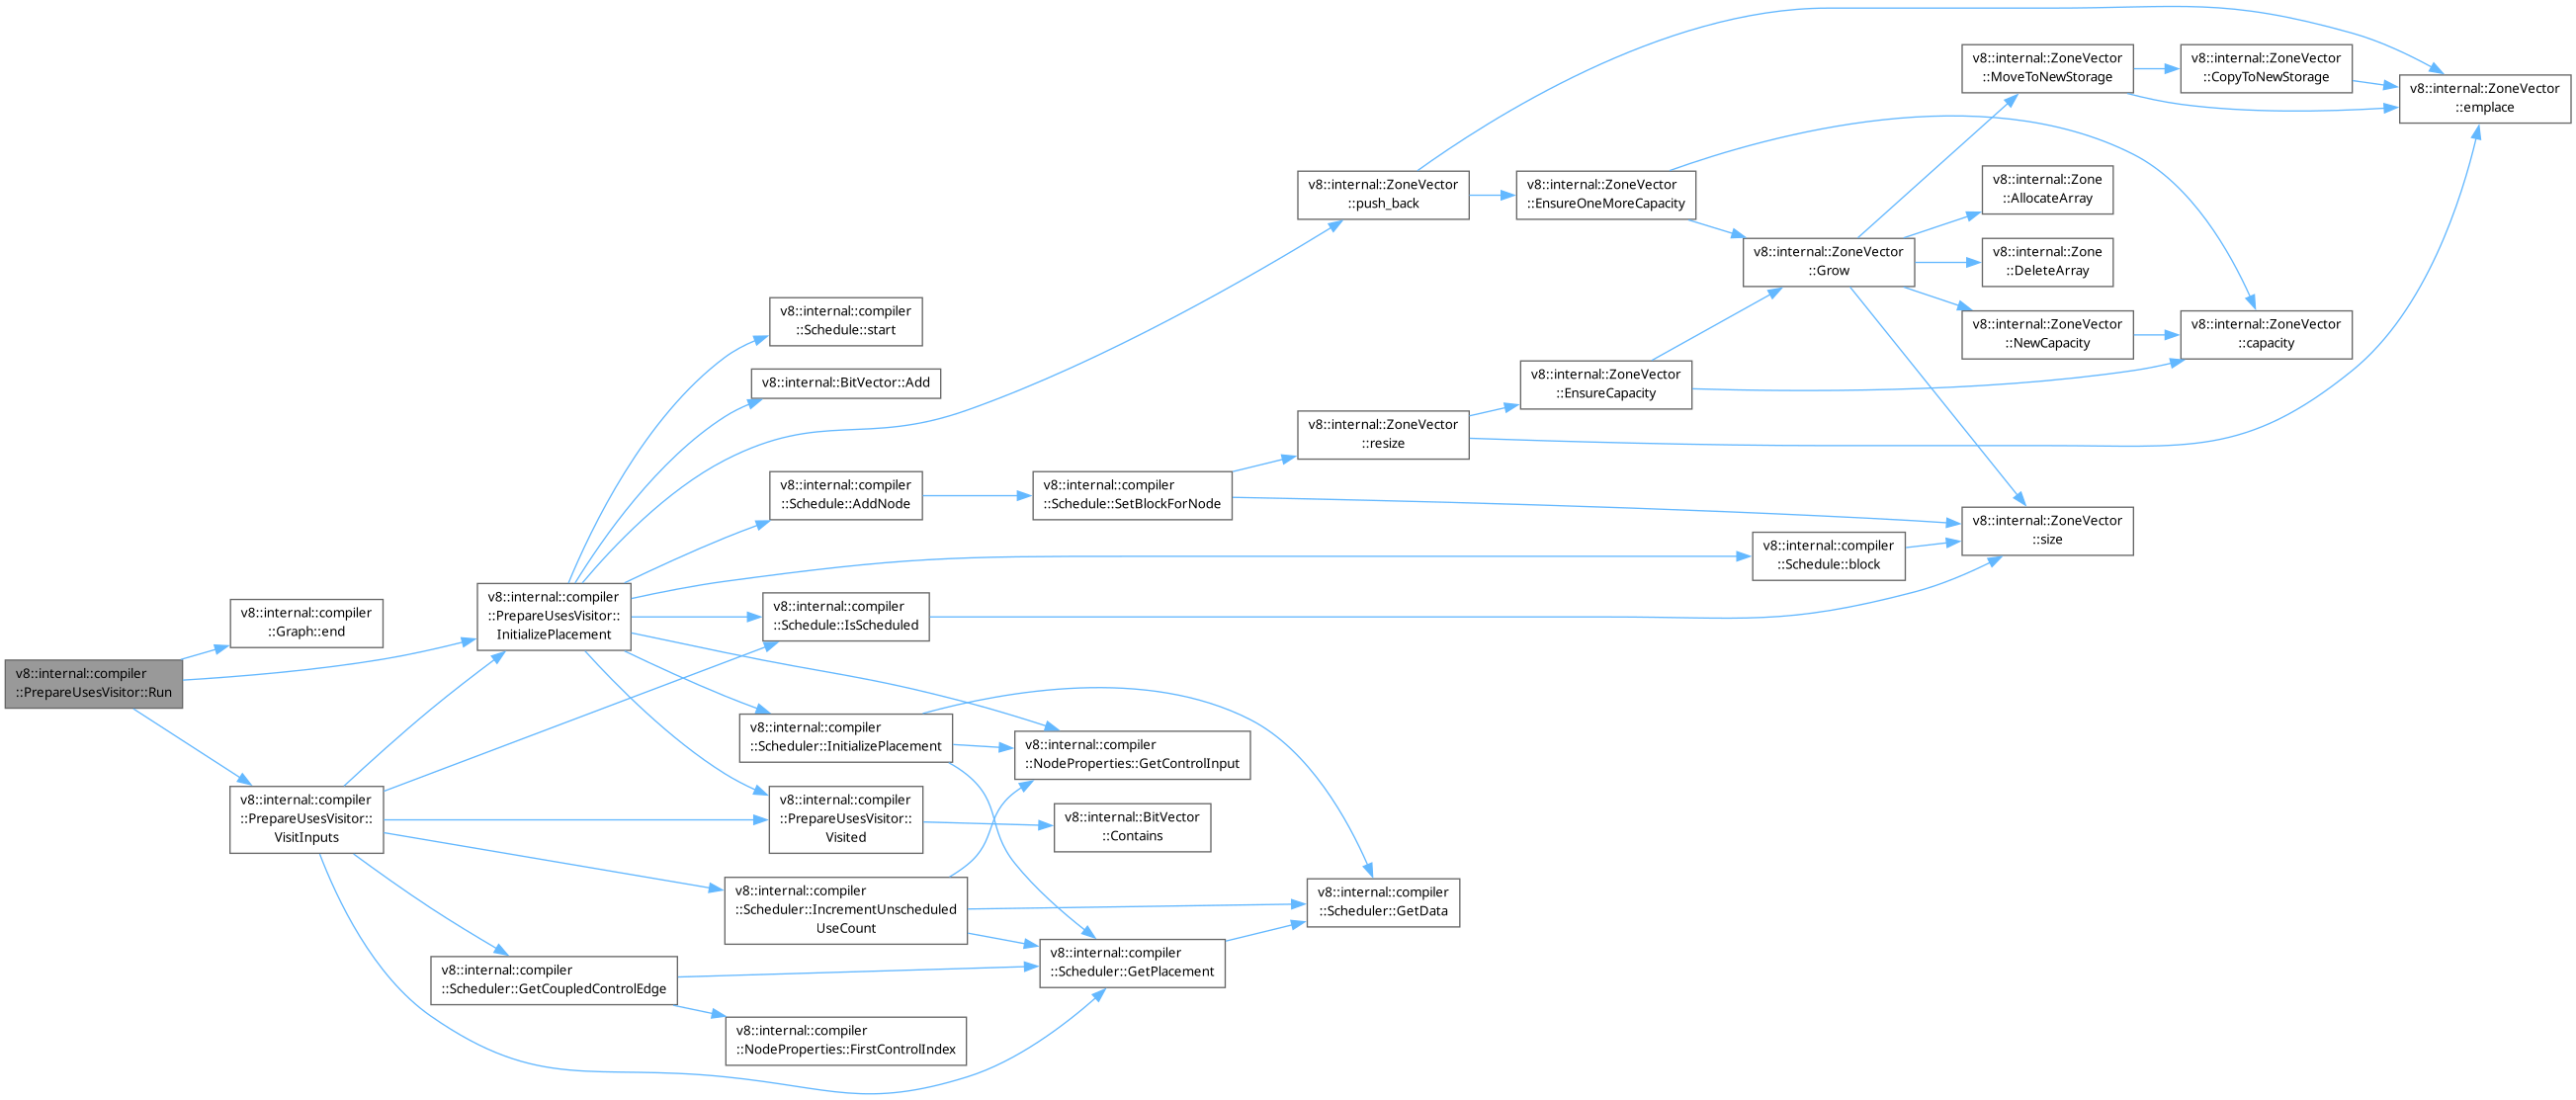 v8::internal::compiler
::PrepareUsesVisitor::Run
v8::internal::compiler
::Graph::end
v8::internal::compiler
::PrepareUsesVisitor::
InitializePlacement
v8::internal::compiler
::PrepareUsesVisitor::
VisitInputs
v8::internal::compiler
::Schedule::start
v8::internal::BitVector::Add
v8::internal::compiler
::Schedule::AddNode
v8::internal::compiler
::Schedule::IsScheduled
v8::internal::compiler
::Scheduler::InitializePlacement
v8::internal::compiler
::PrepareUsesVisitor::
Visited
v8::internal::compiler
::Scheduler::IncrementUnscheduled
UseCount
v8::internal::compiler
::Scheduler::GetCoupledControlEdge
v8::internal::compiler
::NodeProperties::FirstControlIndex
v8::internal::compiler
::Schedule::SetBlockForNode
v8::internal::compiler
::NodeProperties::GetControlInput
v8::internal::BitVector
::Contains
v8::internal::compiler
::Scheduler::GetPlacement
v8::internal::compiler
::Scheduler::GetData
v8::internal::ZoneVector
::push_back
v8::internal::ZoneVector
::resize
v8::internal::ZoneVector
::EnsureOneMoreCapacity
v8::internal::ZoneVector
::EnsureCapacity
v8::internal::ZoneVector
::Grow
v8::internal::compiler
::Schedule::block
v8::internal::ZoneVector
::MoveToNewStorage
v8::internal::Zone
::AllocateArray
v8::internal::Zone
::DeleteArray
v8::internal::ZoneVector
::NewCapacity
v8::internal::ZoneVector
::size
v8::internal::ZoneVector
::CopyToNewStorage
v8::internal::ZoneVector
::capacity
v8::internal::ZoneVector
::emplace